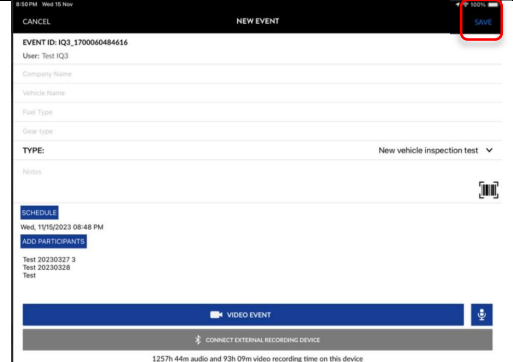 8:50 PM Wed 15 Nov 100%
CANCEL NEW EVENT SAVE
EVENT ID: IQ3_1700060484616
User: Test IQ3
Company Name
Vehicle Name
Fuel Type
Gear type
TYPE: New vehicle inspection test
Notes
SCHEDULE
Wed, 11/15/2023 08:48 PM
ADD PARTICIPANTS
Test 20230327 3
Test 20230328
Test
VIDEO EVENT
CONNECT EXTERNAL RECORDING DEVICE
1257h 44m audio and 93h 09m video recording time on this device